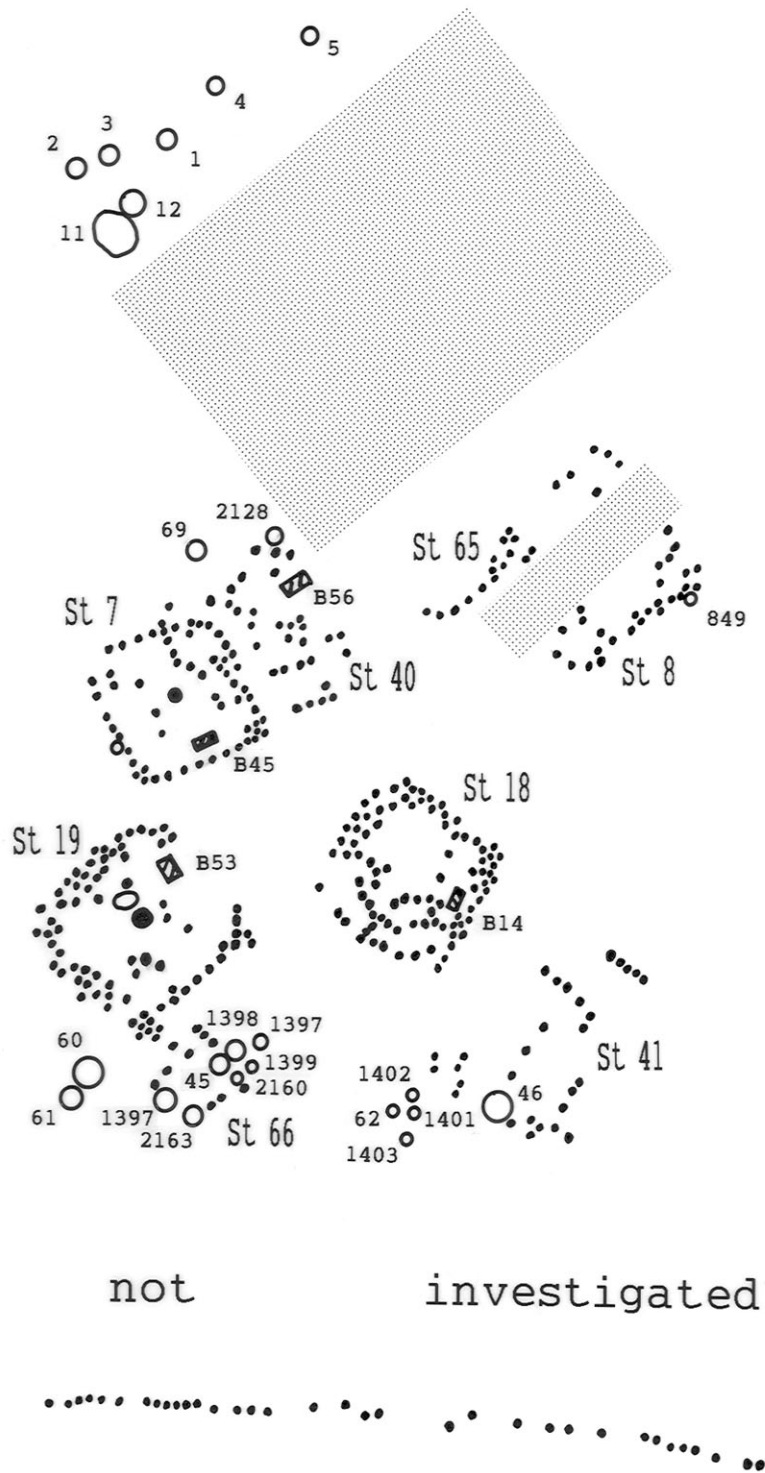 5
4
3
2
1
12
11
2128
69
St 65
B56
St 7
849
St 40
St 8
B45
St 18
St 19
B53
B14
1398
1397
60
St 41
1399
45
2160
1402
46
61
1397
62
1401
2163
St 66
1403
not investigated